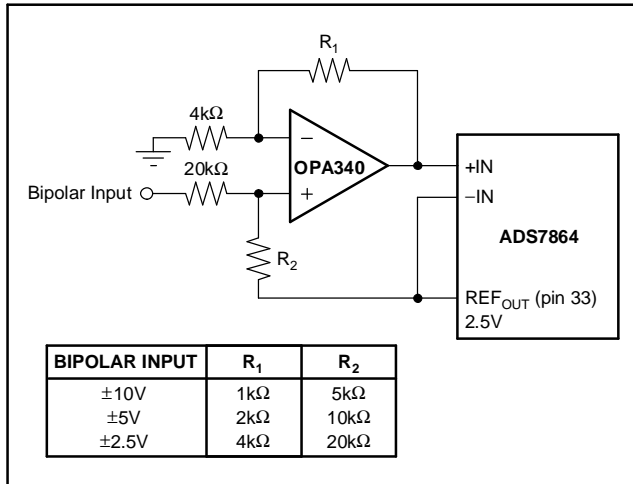 R1
4kΩ
−
OPA340
+
20kΩ
Bipolar Input
R2
+IN
−IN
ADS7864
REFOUT (pin 33)
2.5V
BIPOLAR INPUT R1 R2
±10V 1kΩ 5kΩ
±5V 2kΩ 10kΩ
±2.5V 4kΩ 20kΩ